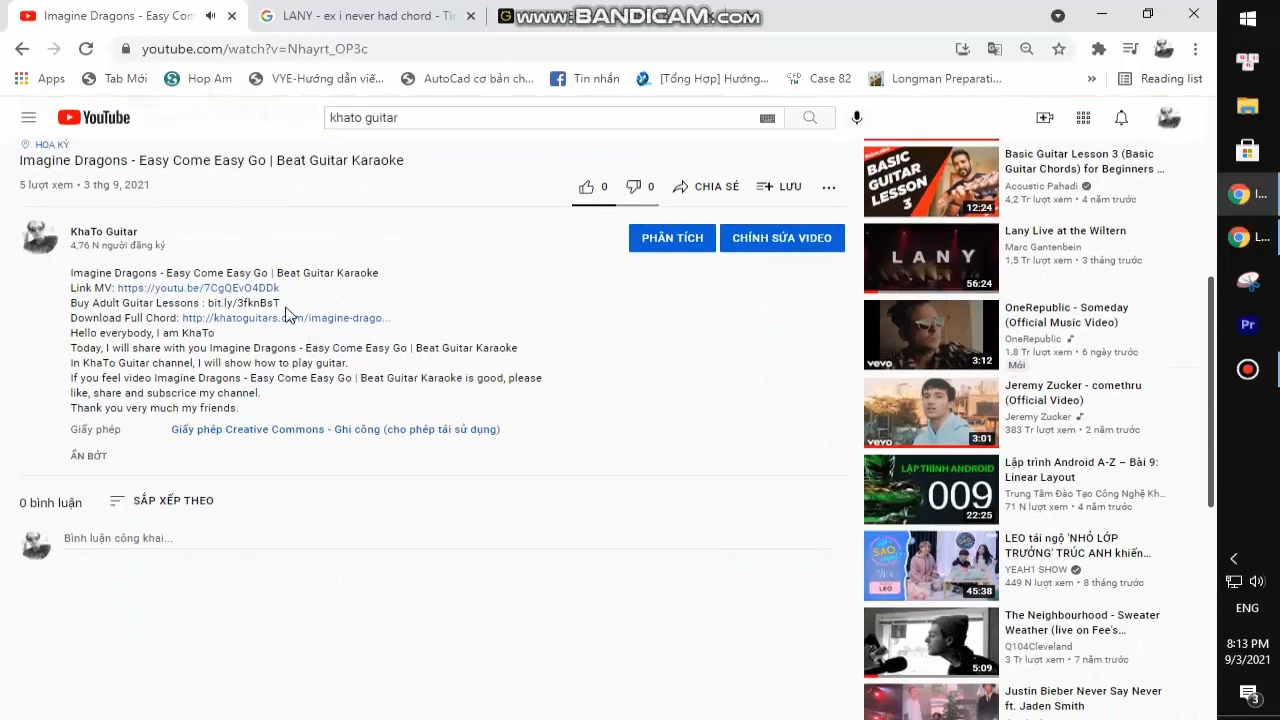 Imagine Dragons - Easy Com
LANY - ex i never had chord - Th
www.BANDICAM.com
youtube.com/watch?v=Nhayrt_OP3c
Apps
Tab Mới
Hop Am
VYE-Hướng dẫn viế...
AutoCad cơ bản ch...
Tin nhắn
[Tổng Hợp] Hướng...
Case 82
Longman Preparati...
»
Reading list
YouTube
khato guitar
HOA KỲ
Imagine Dragons - Easy Come Easy Go | Beat Guitar Karaoke
5 lượt xem • 3 thg 9, 2021
0
0
CHIA SẺ
LƯU
KhaTo Guitar
4,76 N người đăng ký
PHÂN TÍCH
CHỈNH SỬA VIDEO
Imagine Dragons - Easy Come Easy Go | Beat Guitar Karaoke
Link MV: https://youtu.be/7CgQEvO4DDk
Buy Adult Guitar Lessons : bit.ly/3fknBsT
Download Full Chord: http://khatoguitars.c /imagine-drago...
Hello everybody, I am KhaTo
Today, I will share with you Imagine Dragons - Easy Come Easy Go | Beat Guitar Karaoke
In KhaTo Guitar channel, I will show how to play guitar.
If you feel video Imagine Dragons - Easy Come Easy Go | Beat Guitar Karaoke is good, please
like, share and subscrice my channel.
Thank you very much my friends.
Giấy phép
Giấy phép Creative Commons - Ghi công (cho phép tái sử dụng)
ẨN BỚT
0 bình luận
SẮP XẾP THEO
Bình luận công khai...
BASIC
GUITAR
LESSON
3
12:24
Basic Guitar Lesson 3 (Basic
Guitar Chords) for Beginners ...
Acoustic Pahadi
4,2 Tr lượt xem • 4 năm trước
LANY
56:24
Lany Live at the Wiltern
Marc Gantenbein
1,5 Tr lượt xem • 3 tháng trước
vevo
3:12
OneRepublic - Someday
(Official Music Video)
OneRepublic
1,8 Tr lượt xem • 6 ngày trước
Mới
vevo
3:01
Jeremy Zucker - comethru
(Official Video)
Jeremy Zucker
383 Tr lượt xem • 2 năm trước
LẬP TRÌNH ANDROID
009
22:25
Lập trình Android A-Z – Bài 9:
Linear Layout
Trung Tâm Đào Tạo Công Nghệ Kh...
71 N lượt xem • 4 năm trước
SAO
LEO
45:38
LEO tái ngộ 'NHỎ LỚP
TRƯỞNG' TRÚC ANH khiến...
YEAH1 SHOW
449 N lượt xem • 8 tháng trước
5:09
The Neighbourhood - Sweater
Weather (live on Fee's...
Q104Cleveland
3 Tr lượt xem • 7 năm trước
Justin Bieber Never Say Never
ft. Jaden Smith
I...
L...
Pr
ENG
8:13 PM
9/3/2021
3